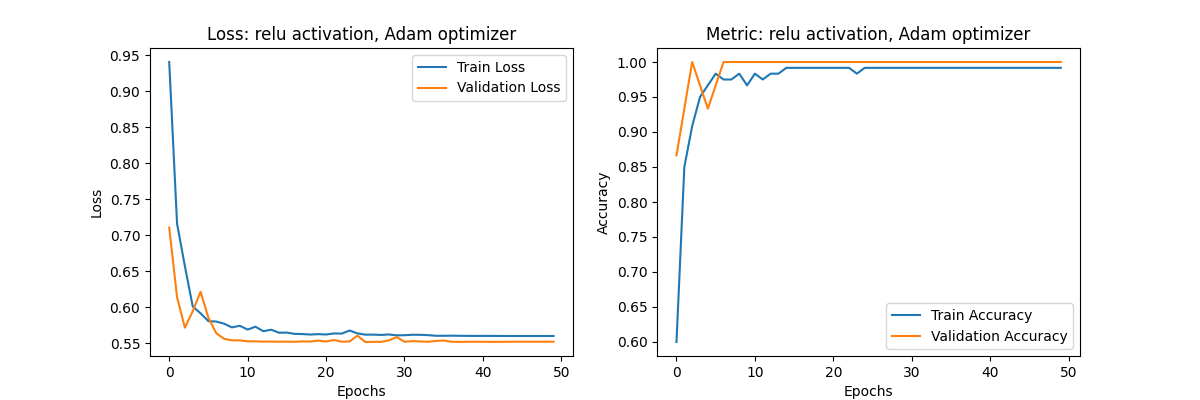 Loss: relu activation, Adam optimizer
0.95
0.90
0.85
0.80
0.75
0.70
0.65
0.60
0.55
Loss
Train Loss
Validation Loss
0 10 20 30 40 50
Epochs
Metric: relu activation, Adam optimizer
1.00
0.95
0.90
0.85
0.80
0.75
0.70
0.65
0.60
Accuracy
Train Accuracy
Validation Accuracy
0 10 20 30 40 50
Epochs